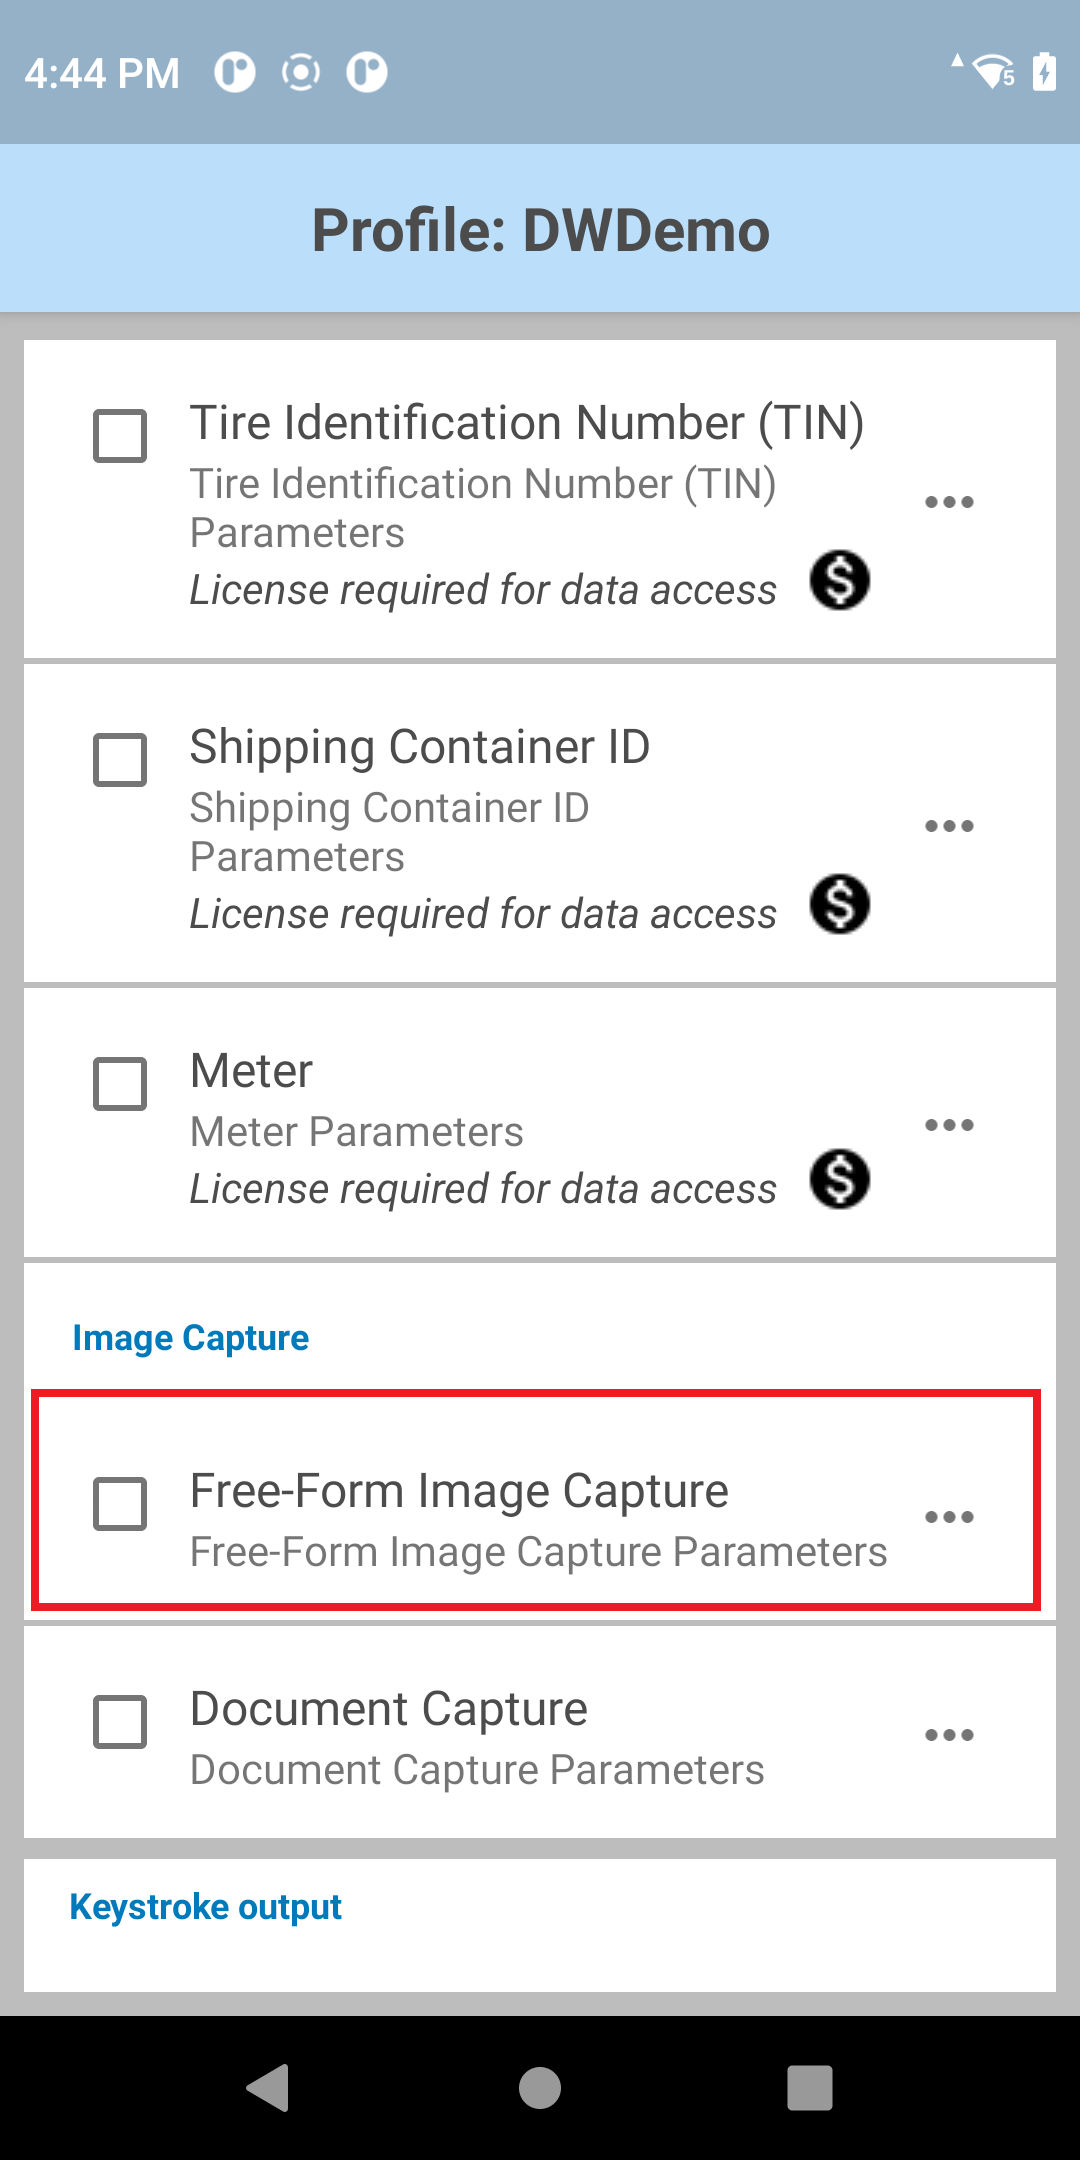 4:44 PM
5
Profile: DWDemo
Tire Identification Number (TIN)
Tire Identification Number (TIN)
Parameters
License required for data access
Shipping Container ID
Shipping Container ID
Parameters
License required for data access
Meter
Meter Parameters
License required for data access
Image Capture
Free-Form Image Capture
Free-Form Image Capture Parameters
Document Capture
Document Capture Parameters
Keystroke output